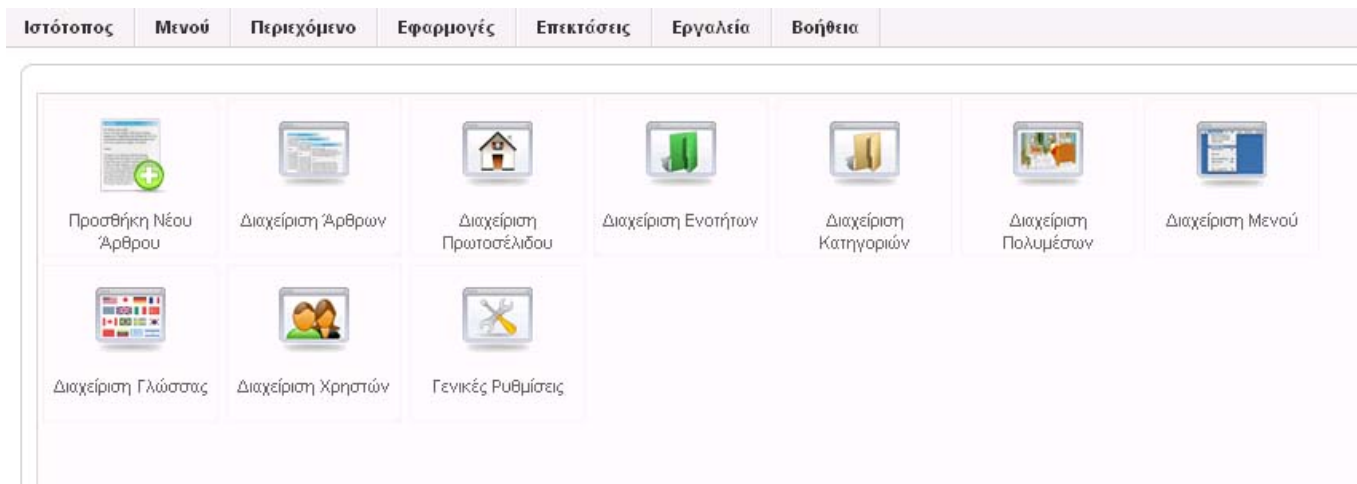 Ιστότοπος Μενού Περιεχόμενο Εφαρμογές Επεκτάσεις Εργαλεία Βοήθεια
Προσθήκη Νέου Άρθρου
Διαχείριση Άρθρων
Διαχείριση Πρωτοσέλιδου
Διαχείριση Ενοτήτων
Διαχείριση Κατηγοριών
Διαχείριση Πολυμέσων
Διαχείριση Μενού
Διαχείριση Γλώσσας
Διαχείριση Χρηστών
Γενικές Ρυθμίσεις